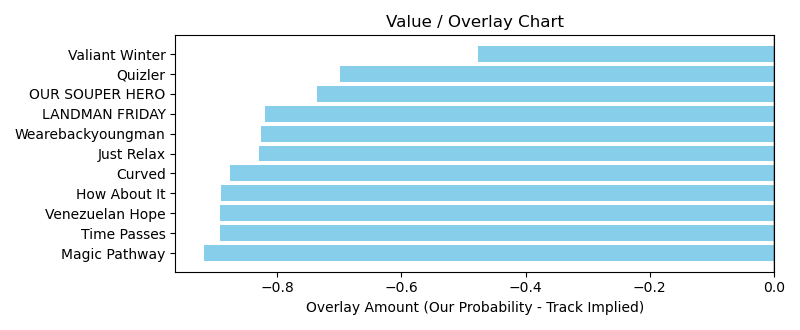 Value / Overlay Chart
Valiant Winter
Quizler
OUR SOUPER HERO
LANDMAN FRIDAY
Wearebackyoungman
Just Relax
Curved
How About It
Venezuelan Hope
Time Passes
Magic Pathway
−0.8 −0.6 −0.4 −0.2 0.0
Overlay Amount (Our Probability - Track Implied)